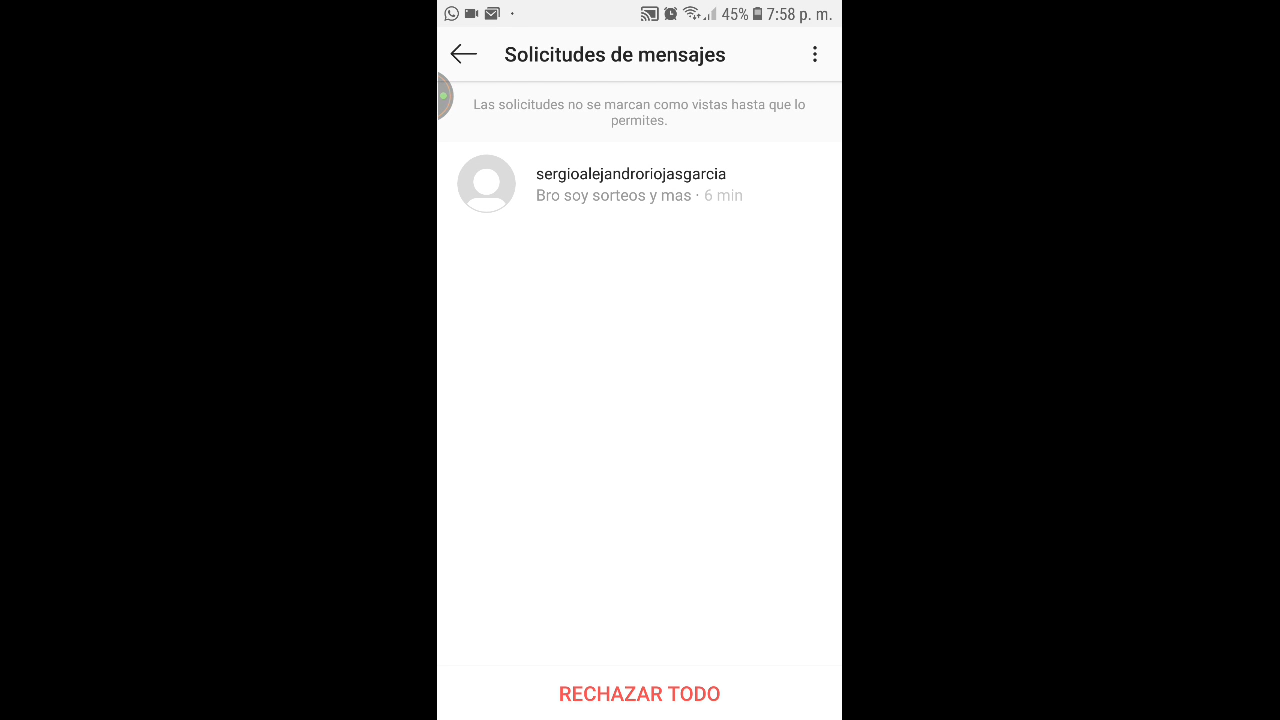 45% 7:58 p. m.
Solicitudes de mensajes
Las solicitudes no se marcan como vistas hasta que lo
permites.
sergioalejandroriojasgarcia
Bro soy sorteos y mas · 6 min
RECHAZAR TODO